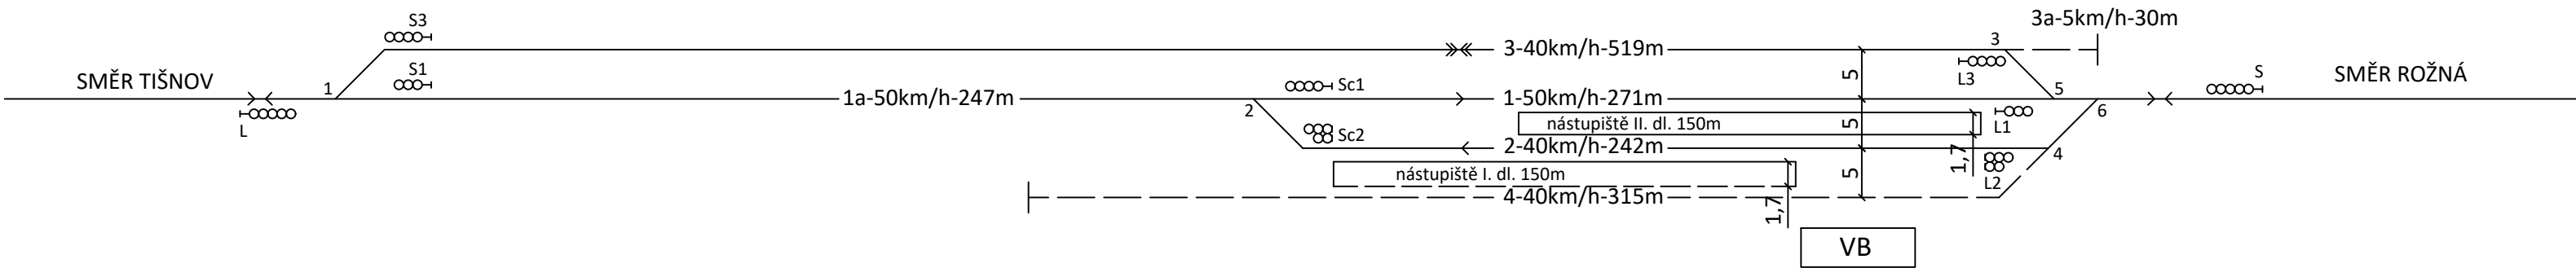 3a-5km/h-30m
S3
3
3-40km/h-519m
SMĚR TIŠNOV
S1
L3
S
SMĚR ROŽNÁ
1
1a-50km/h-247m
Sc1
1-50km/h-271m
5
5
L
2
nástupiště II. dl. 150m
5
L1
6
Sc2
2-40km/h-242m
1,7
4
nástupiště I. dl. 150m
5
L2
4-40km/h-315m
1,7
VB